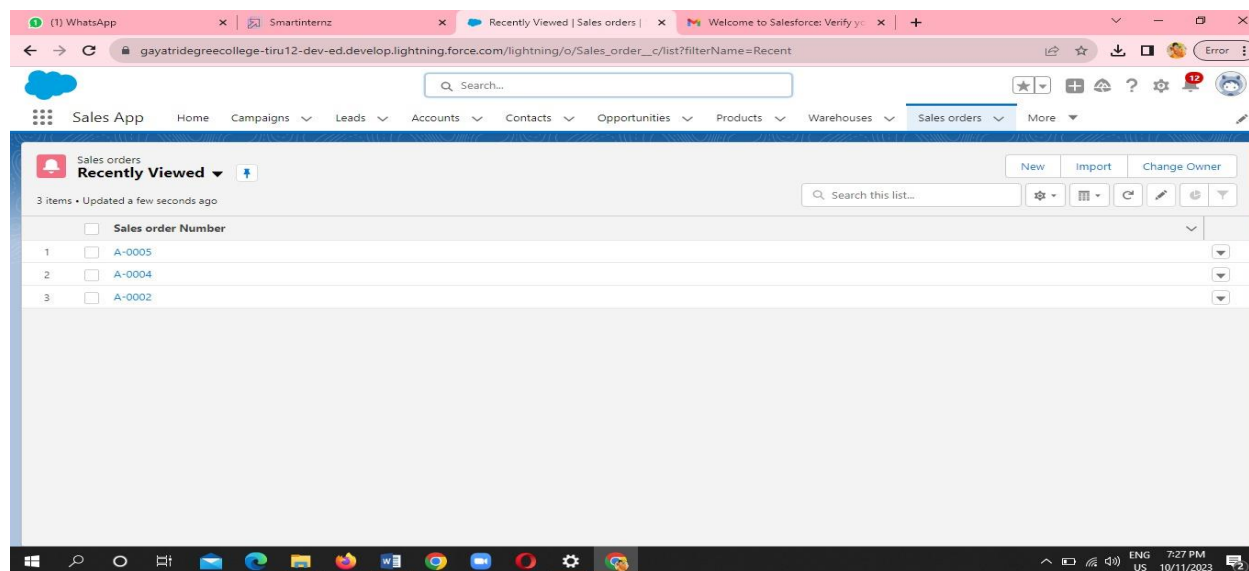 (1) WhatsApp
Smartinternz
Recently Viewed | Sales orders |
Welcome to Salesforce: Verify yo
gayatridegreecollege-tiru12-dev-ed.develop.lightning.force.com/lightning/o/Sales_order__c/list?filterName=Recent
Error
Search...
12
Sales App Home Campaigns Leads Accounts Contacts Opportunities Products Warehouses Sales orders More
Sales orders
Recently Viewed
New Import Change Owner
3 items • Updated a few seconds ago
Search this list...
Sales order Number
1 A-0005
2 A-0004
3 A-0002
ENG 7:27 PM
US 10/11/2023
2